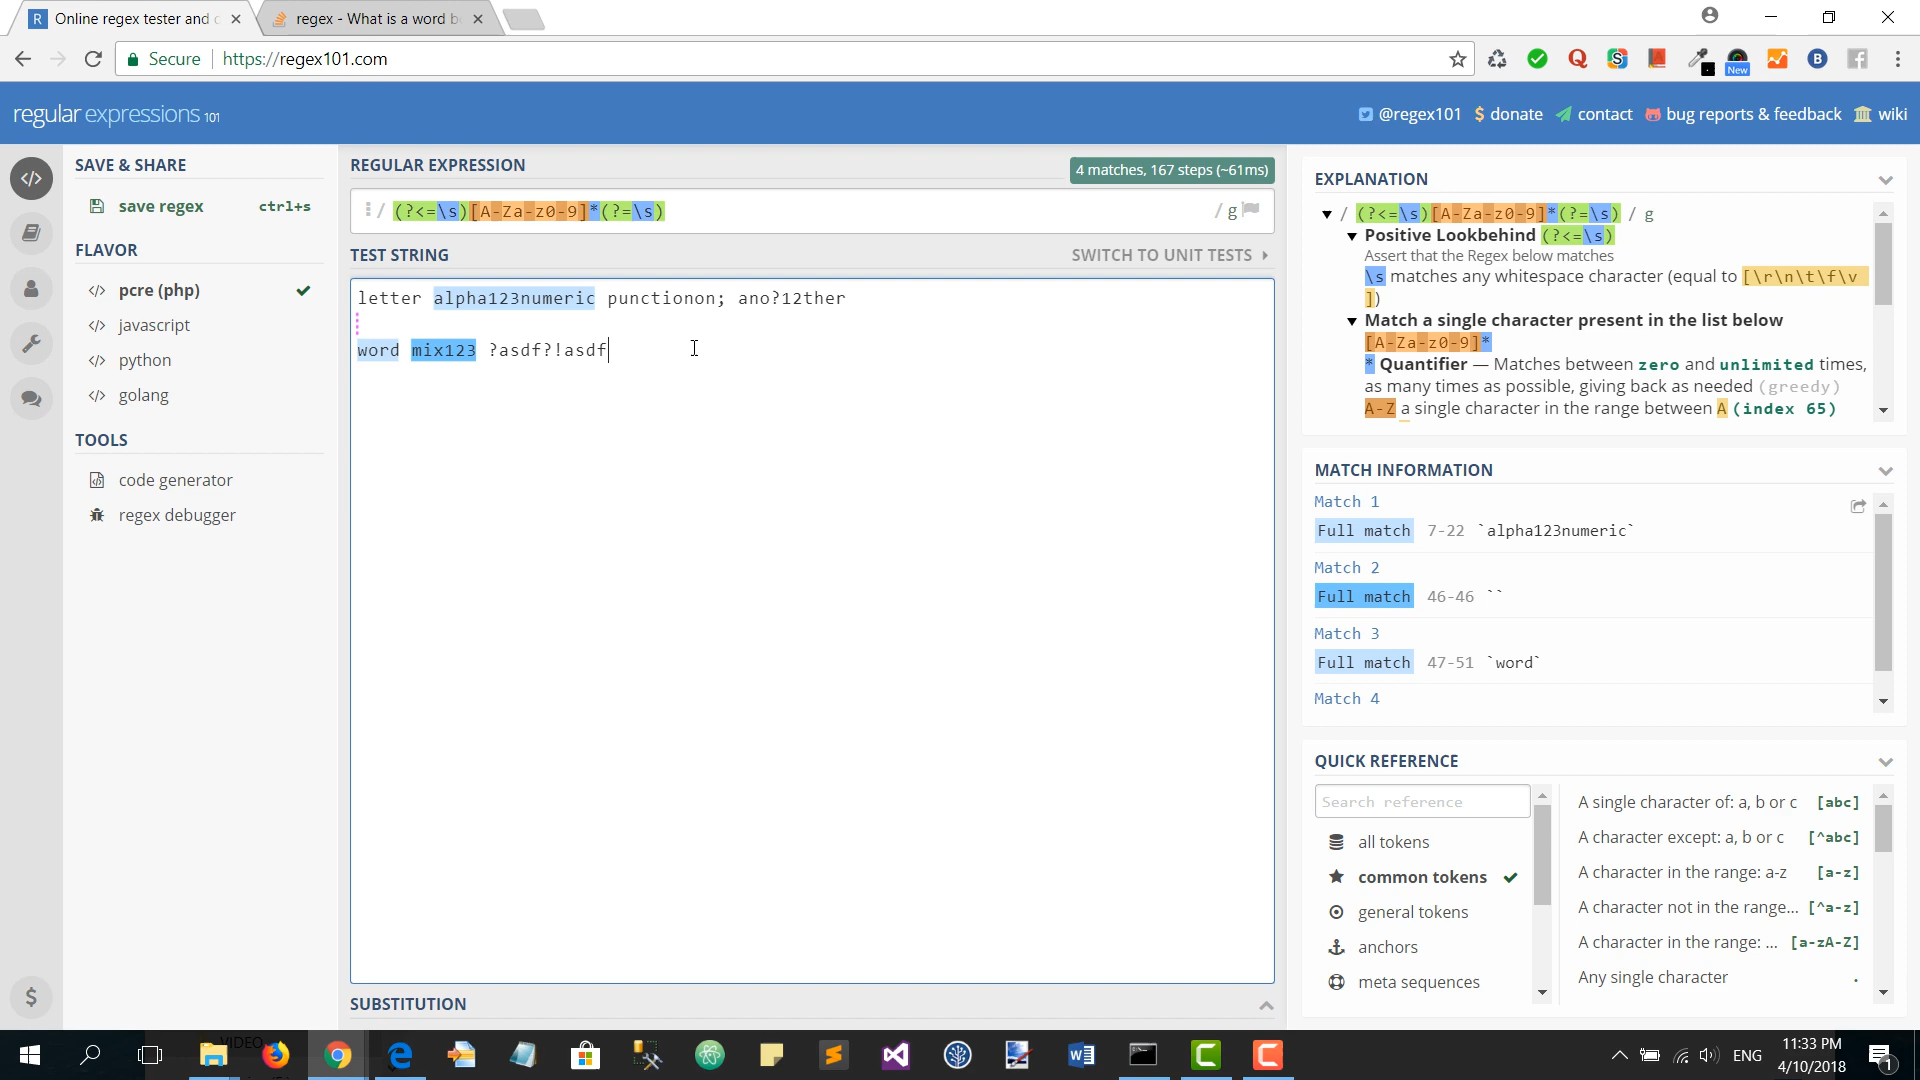 Online regex tester and
regex - What is a word b
Secure
https://regex101.com
New
regular expressions 101
@regex101
$ donate
contact
bug reports & feedback
wiki
SAVE & SHARE
save regex ctrl+s
FLAVOR
</> pcre (php)
</> javascript
</> python
</> golang
TOOLS
code generator
regex debugger
REGULAR EXPRESSION
4 matches, 167 steps (~61ms)
/ (?<=\s)[A-Za-z0-9]*(?=\s) / g
TEST STRING
SWITCH TO UNIT TESTS
letter alpha123numeric punctionon; ano?12ther
word mix123 ?asdf?!asdf
SUBSTITUTION
EXPLANATION
/ (?<=\s)[A-Za-z0-9]*(?=\s) / g
Positive Lookbehind (?<=\s)
Assert that the Regex below matches
\s matches any whitespace character (equal to [\r\n\t\f\v
])
Match a single character present in the list below
[A-Za-z0-9]*
* Quantifier — Matches between zero and unlimited times,
as many times as possible, giving back as needed (greedy)
A-Z a single character in the range between A (index 65)
MATCH INFORMATION
Match 1
Full match 7-22 `alpha123numeric`
Match 2
Full match 46-46 ``
Match 3
Full match 47-51 `word`
Match 4
QUICK REFERENCE
Search reference
all tokens
common tokens
general tokens
anchors
meta sequences
A single character of: a, b or c [abc]
A character except: a, b or c [^abc]
A character in the range: a-z [a-z]
A character not in the range... [^a-z]
A character in the range: ... [a-zA-Z]
Any single character .
VIDEO
ENG
11:33 PM
4/10/2018
1